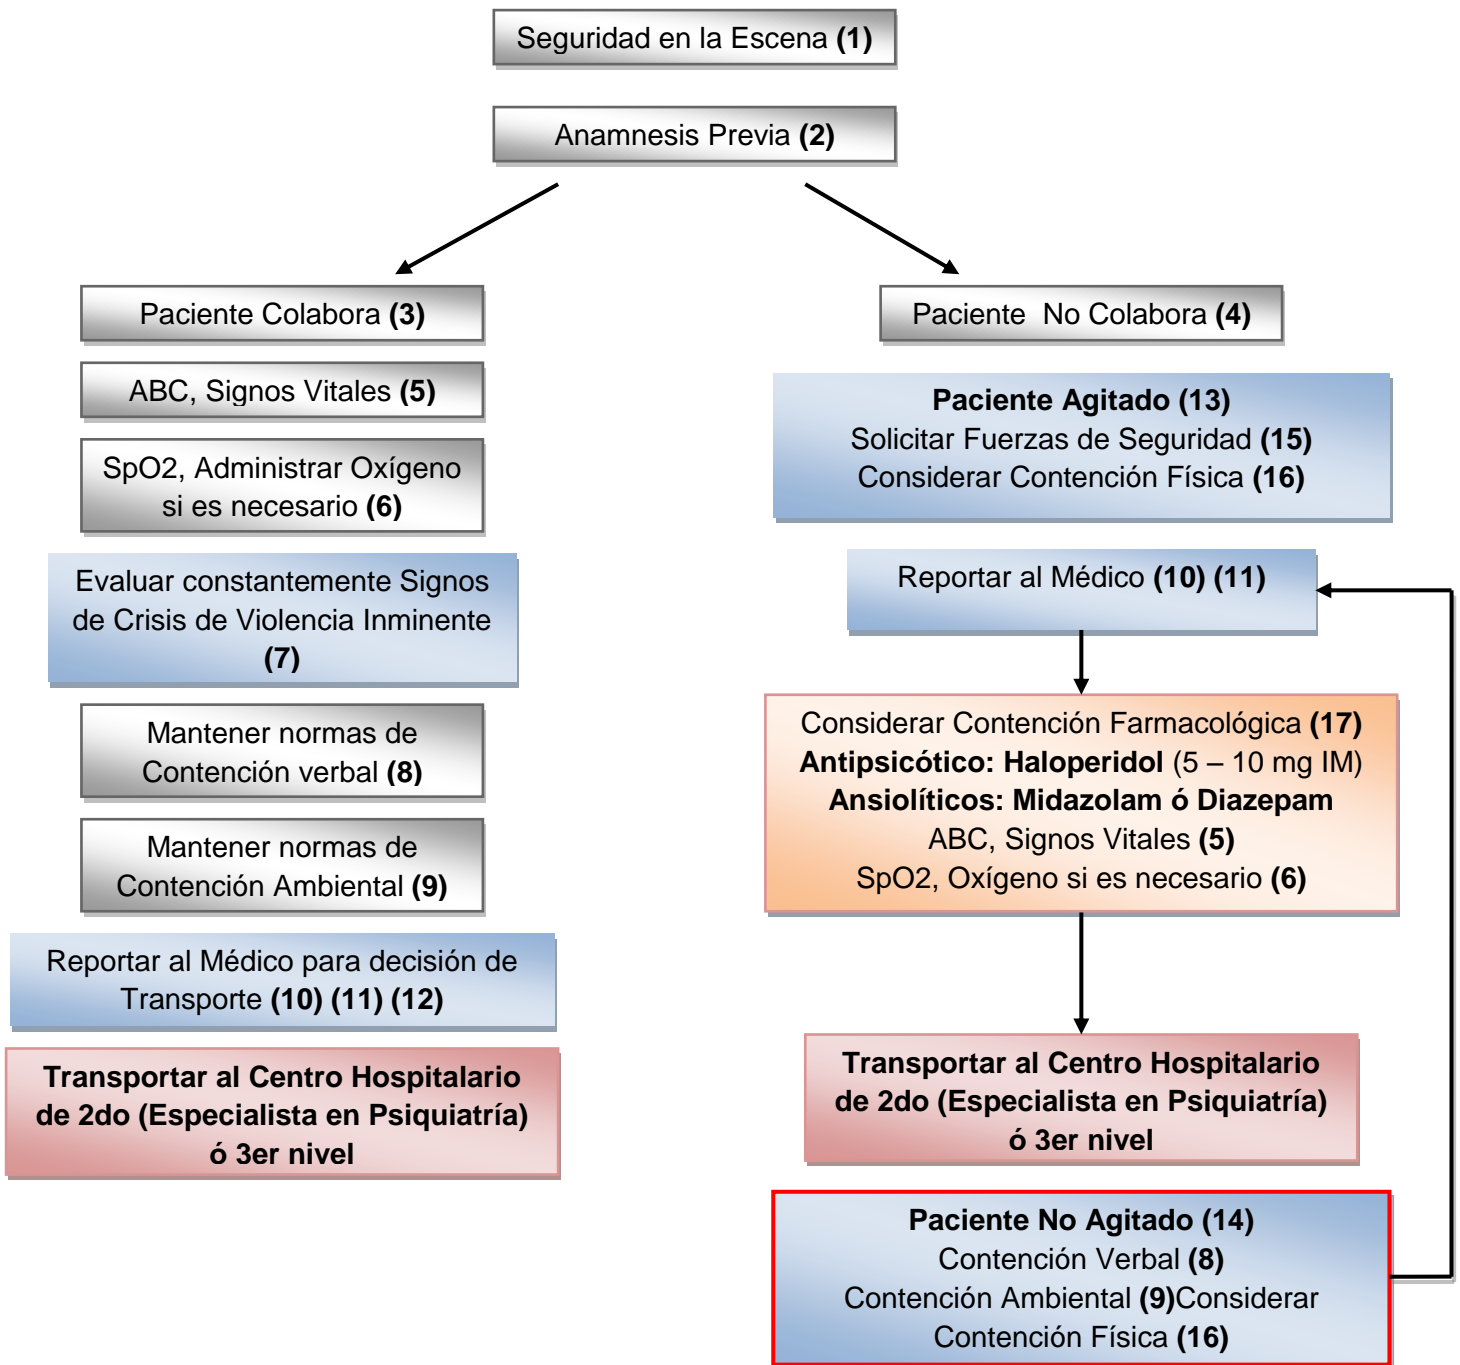 Seguridad en la Escena (1)
Anamnesis Previa (2)
Paciente Colabora (3)
ABC, Signos Vitales (5)
SpO2, Administrar Oxígeno
si es necesario (6)
Evaluar constantemente Signos
de Crisis de Violencia Inminente
(7)
Mantener normas de
Contención verbal (8)
Mantener normas de
Contención Ambiental (9)
Reportar al Médico para decisión de
Transporte (10) (11) (12)
Transportar al Centro Hospitalario
de 2do (Especialista en Psiquiatría)
ó 3er nivel
Paciente  No Colabora (4)
Paciente Agitado (13)
Solicitar Fuerzas de Seguridad (15)
Considerar Contención Física (16)
Reportar al Médico (10) (11)
Considerar Contención Farmacológica (17)
Antipsicótico: Haloperidol (5 – 10 mg IM)
Ansiolíticos: Midazolam ó Diazepam
ABC, Signos Vitales (5)
SpO2, Oxígeno si es necesario (6)
Transportar al Centro Hospitalario
de 2do (Especialista en Psiquiatría)
ó 3er nivel
Paciente No Agitado (14)
Contención Verbal (8)
Contención Ambiental (9)Considerar
Contención Física (16)